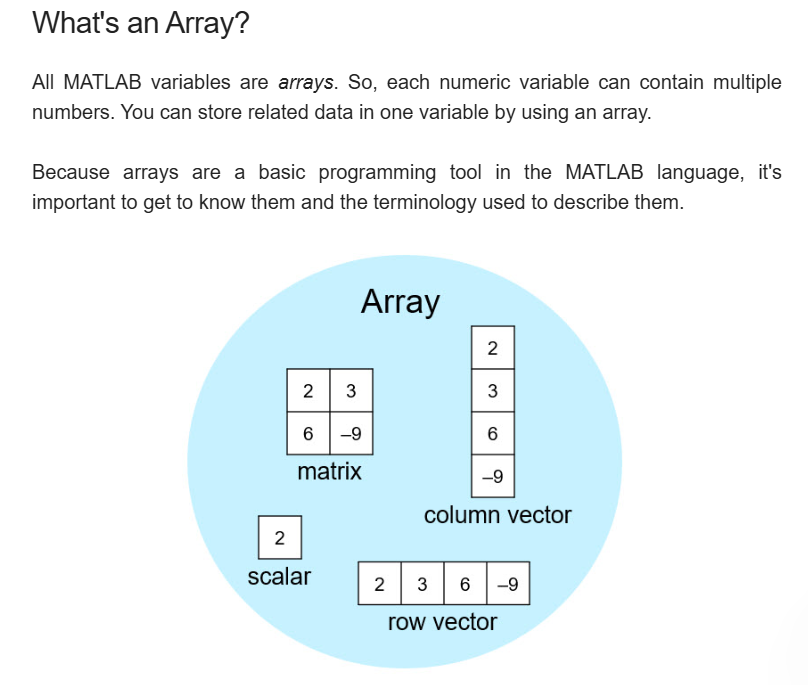 What's an Array?
All MATLAB variables are arrays. So, each numeric variable can contain multiple
numbers. You can store related data in one variable by using an array.
Because arrays are a basic programming tool in the MATLAB language, it's
important to get to know them and the terminology used to describe them.
Array
2 3
6 –9
matrix
2
3
6
–9
column vector
2
scalar
2 3 6 –9
row vector